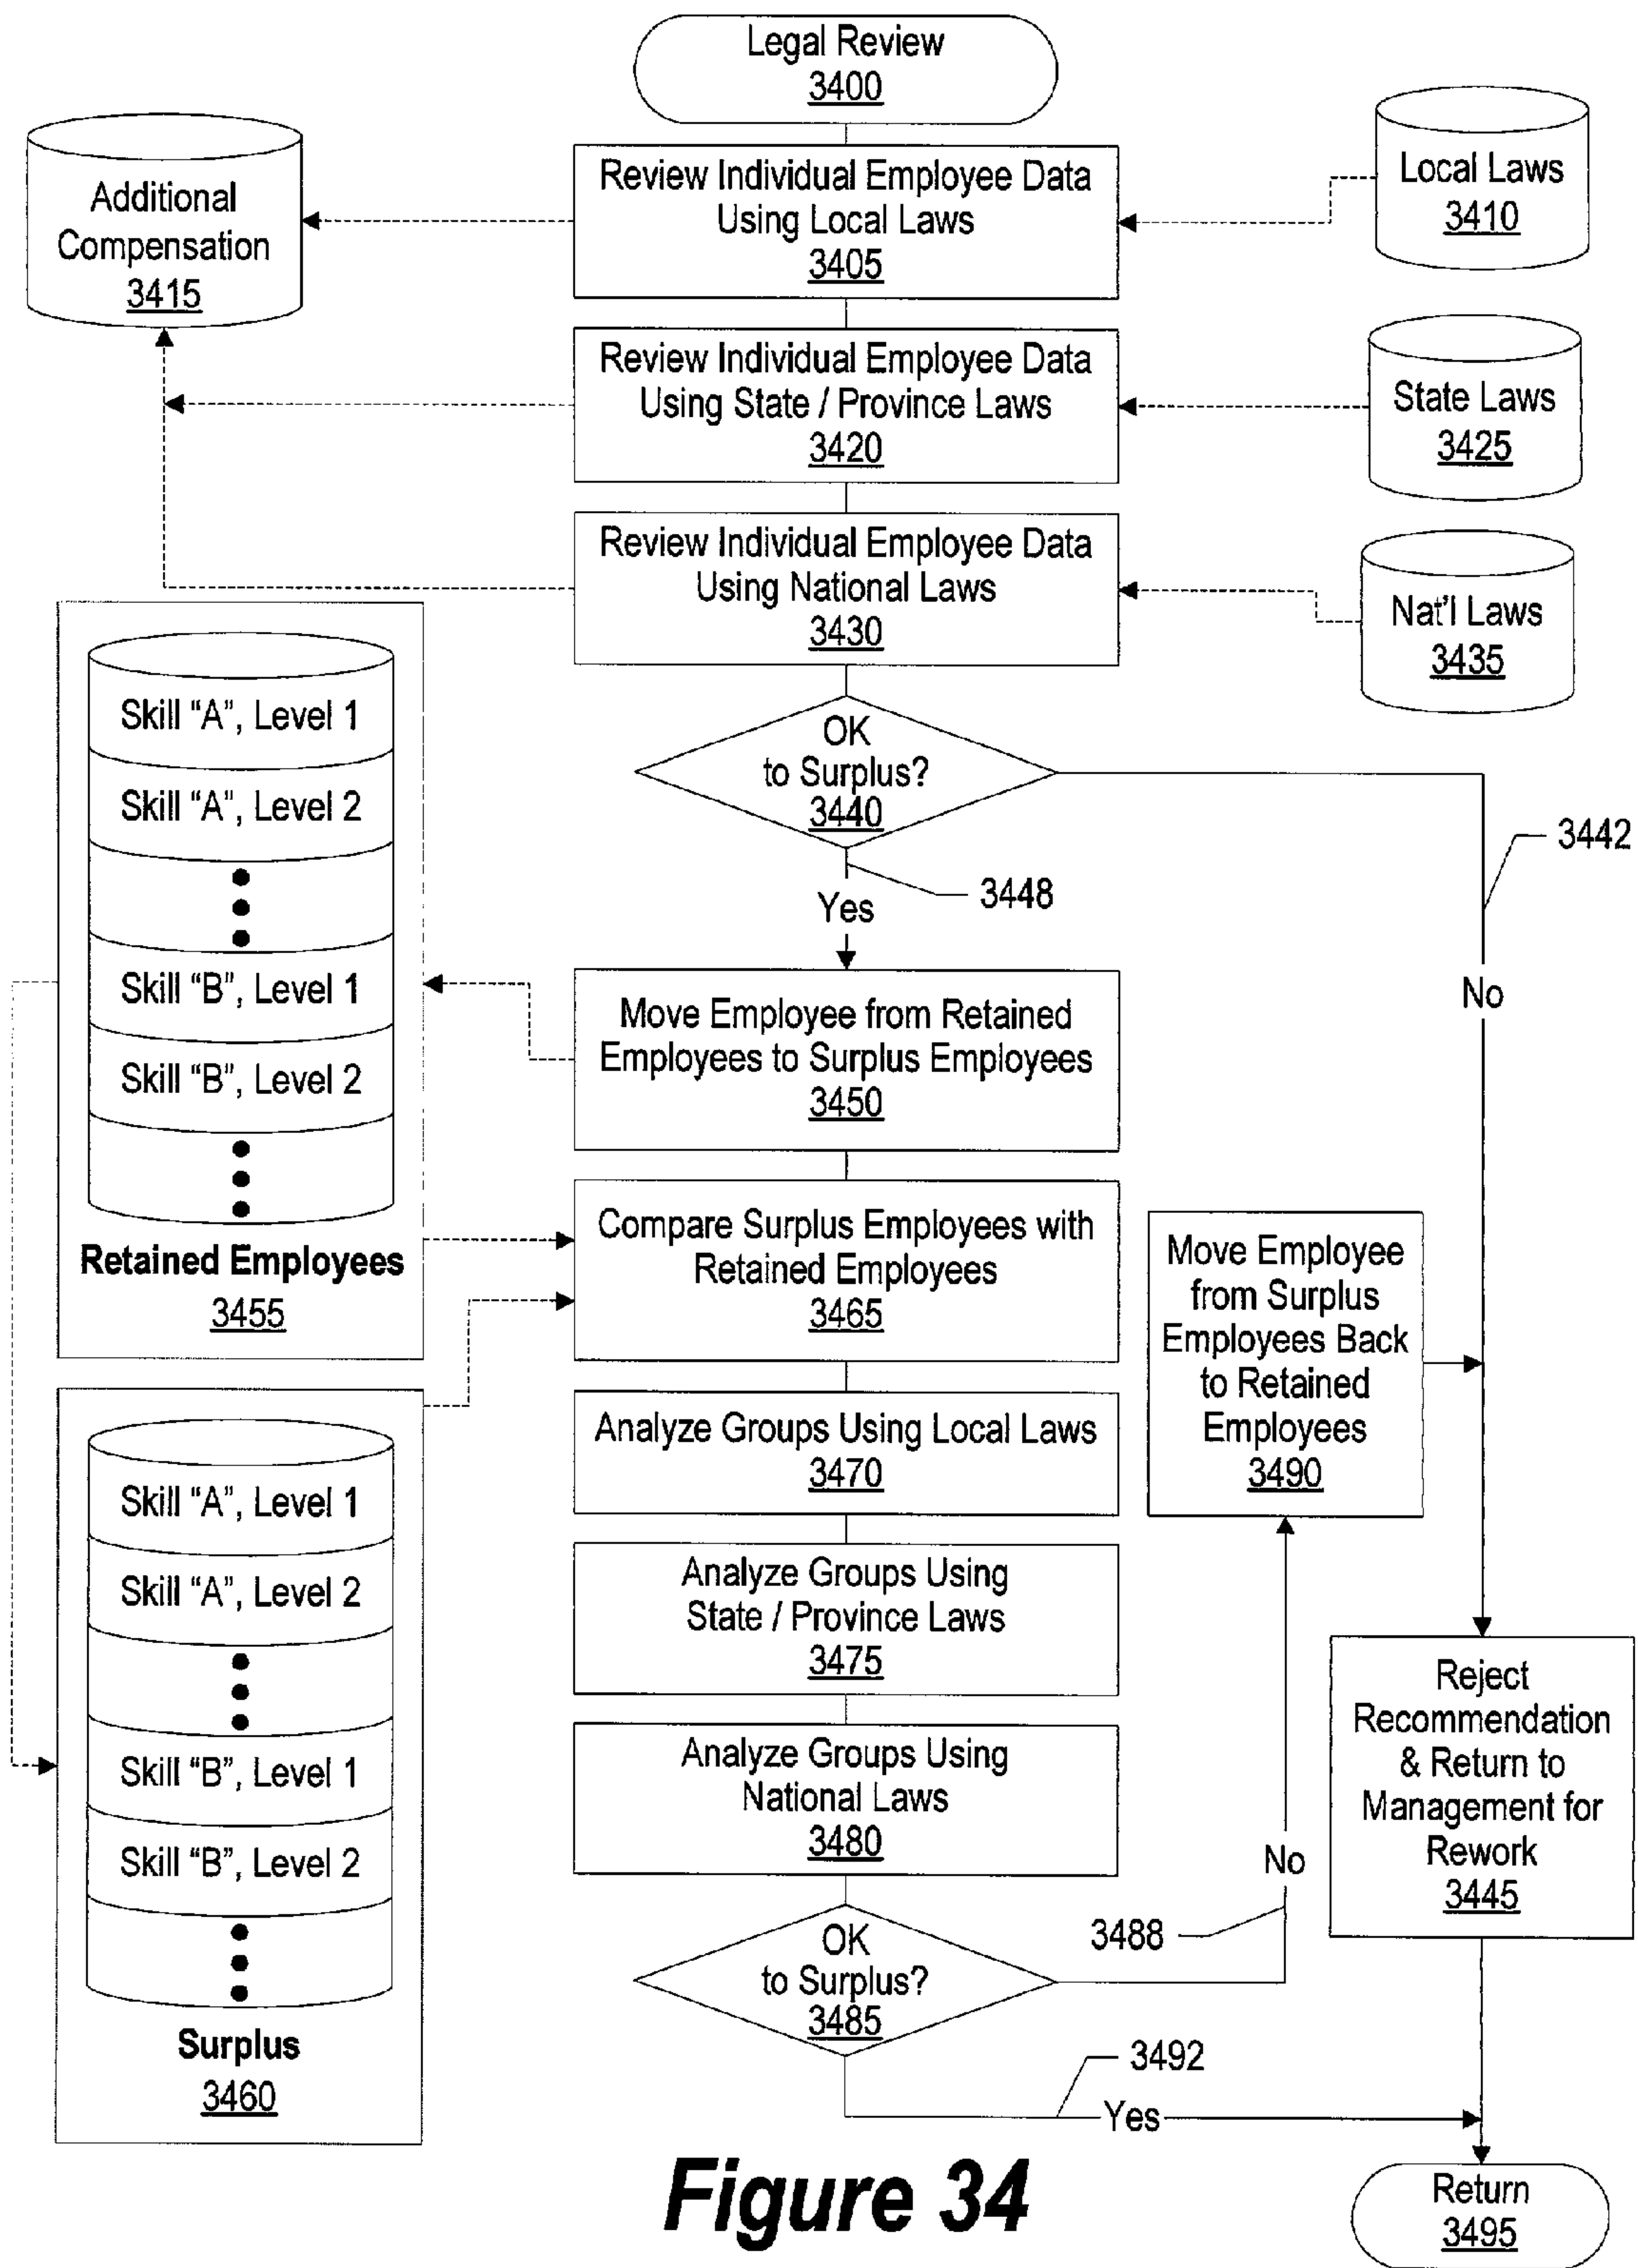 Legal Review
3400
Local Laws
3410
Additional
Compensation
3415
Review Individual Employee Data
Using Local Laws
3405
Review Individual Employee Data
Using State / Province Laws
3420
State Laws
3425
Review Individual Employee Data
Using National Laws
3430
Nat'l Laws
3435
OK
to Surplus?
3440
3442
3448
Yes
No
Skill "A", Level 1
Skill "A", Level 2
Skill "B", Level 1
Skill "B", Level 2
Retained Employees
3455
Move Employee from Retained
Employees to Surplus Employees
3450
Compare Surplus Employees with
Retained Employees
3465
Move Employee
from Surplus
Employees Back
to Retained
Employees
3490
Analyze Groups Using Local Laws
3470
Analyze Groups Using
State / Province Laws
3475
Analyze Groups Using
National Laws
3480
Skill "A", Level 1
Skill "A", Level 2
Skill "B", Level 1
Skill "B", Level 2
Surplus
3460
Reject
Recommendation
& Return to
Management for
Rework
3445
No
3488
OK
to Surplus?
3485
3492
Yes
Return
3495
Figure 34